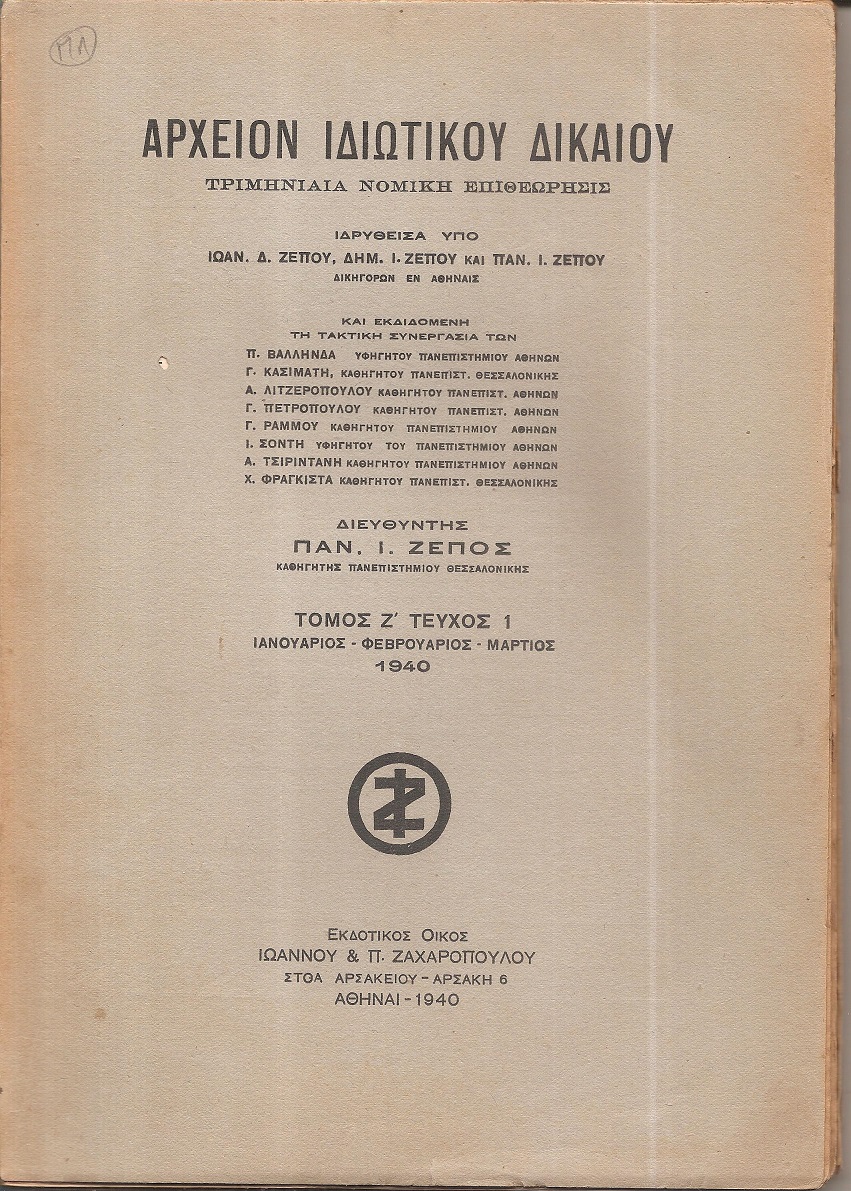 ΑΡΧΕΙΟΝ ΙΔΙΩΤΙΚΟΥ ΔΙΚΑΙΟΥ
ΤΡΙΜΗΝΙΑΙΑ ΝΟΜΙΚΗ ΕΠΙΘΕΩΡΗΣΙΣ
ΙΔΡΥΘΕΙΣΑ ΥΠΟ
ΙΩΑΝ. Δ. ΖΕΠΟΥ, ΔΗΜ. Ι. ΖΕΠΟΥ ΚΑΙ ΠΑΝ. Ι. ΖΕΠΟΥ
ΔΙΚΗΓΟΡΩΝ ΕΝ ΑΘΗΝΑΙΣ
ΚΑΙ ΕΚΔΙΔΟΜΕΝΗ
ΤΗ ΤΑΚΤΙΚΗ ΣΥΝΕΡΓΑΣΙΑ ΤΩΝ
Π. ΒΑΛΛΗΝΔΑ ΥΦΗΓΗΤΟΥ ΠΑΝΕΠΙΣΤΗΜΙΟΥ ΑΘΗΝΩΝ
Γ. ΚΑΣΙΜΑΤΗ, ΚΑΘΗΓΗΤΟΥ ΠΑΝΕΠΙΣΤ. ΘΕΣΣΑΛΟΝΙΚΗΣ
Α. ΛΙΤΖΕΡΟΠΟΥΛΟΥ ΚΑΘΗΓΗΤΟΥ ΠΑΝΕΠΙΣΤ. ΑΘΗΝΩΝ
Γ. ΠΕΤΡΟΠΟΥΛΟΥ ΚΑΘΗΓΗΤΟΥ ΠΑΝΕΠΙΣΤ. ΑΘΗΝΩΝ
Γ. ΡΑΜΜΟΥ ΚΑΘΗΓΗΤΟΥ ΠΑΝΕΠΙΣΤΗΜΙΟΥ ΑΘΗΝΩΝ
Ι. ΣΟΝΤΗ ΥΦΗΓΗΤΟΥ ΤΟΥ ΠΑΝΕΠΙΣΤΗΜΙΟΥ ΑΘΗΝΩΝ
Α. ΤΣΙΡΙΝΤΑΝΗ ΚΑΘΗΓΗΤΟΥ ΠΑΝΕΠΙΣΤΗΜΙΟΥ ΑΘΗΝΩΝ
Χ. ΦΡΑΓΚΙΣΤΑ ΚΑΘΗΓΗΤΟΥ ΠΑΝΕΠΙΣΤ. ΘΕΣΣΑΛΟΝΙΚΗΣ
ΔΙΕΥΘΥΝΤΗΣ
ΠΑΝ. Ι. ΖΕΠΟΣ
ΚΑΘΗΓΗΤΗΣ ΠΑΝΕΠΙΣΤΗΜΙΟΥ ΘΕΣΣΑΛΟΝΙΚΗΣ
ΤΟΜΟΣ Ζ' ΤΕΥΧΟΣ 1
ΙΑΝΟΥΑΡΙΟΣ - ΦΕΒΡΟΥΑΡΙΟΣ - ΜΑΡΤΙΟΣ
1940
ΕΚΔΟΤΙΚΟΣ ΟΙΚΟΣ
ΙΩΑΝΝΟΥ & Π. ΖΑΧΑΡΟΠΟΥΛΟΥ
ΣΤΟΑ ΑΡΣΑΚΕΙΟΥ - ΑΡΣΑΚΗ 6
ΑΘΗΝΑΙ - 1940